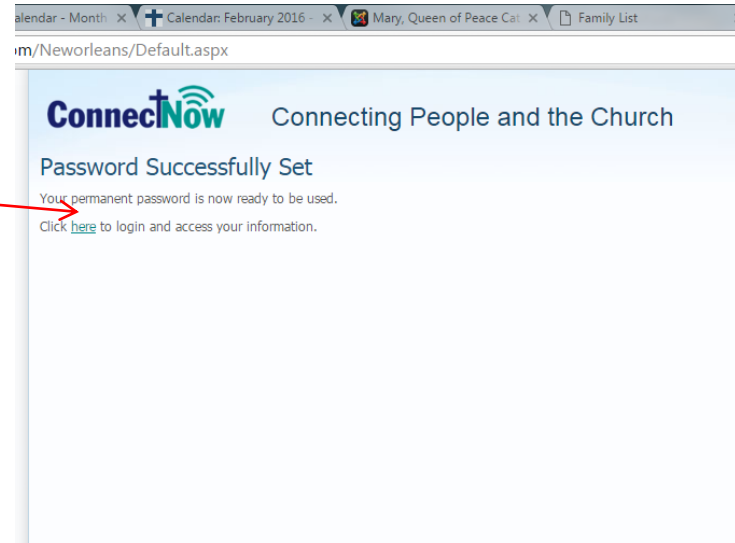 alendar - Month
Calendar: February 2016 -
Mary, Queen of Peace Cat
Family List
om/Neworleans/Default.aspx
ConnectNow
Connecting People and the Church
Password Successfully Set
Your permanent password is now ready to be used.
Click here to login and access your information.